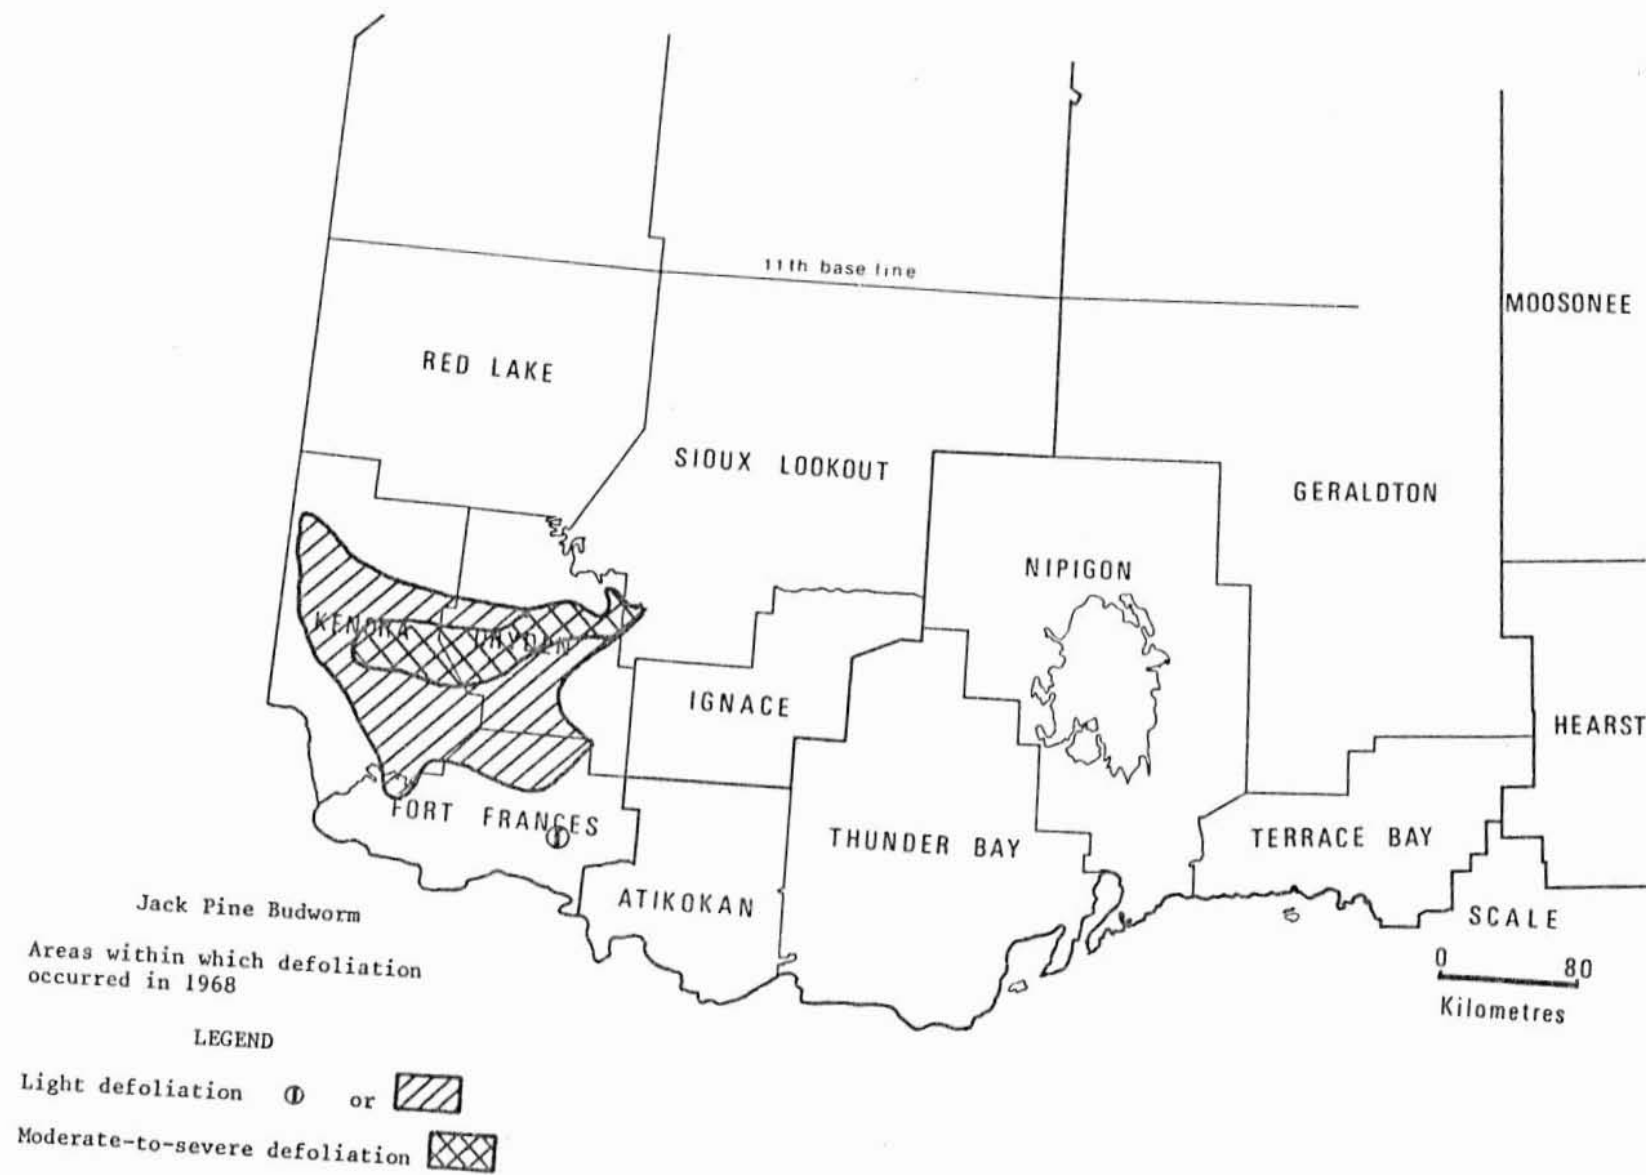 11th base line
MOOSONEE
RED LAKE
SIOUX LOOKOUT
GERALDTON
NIPIGON
KENORA
DRYDEN
IGNACE
HEARST
FORT FRANCES
THUNDER BAY
TERRACE BAY
ATIKOKAN
Jack Pine Budworm
Areas within which defoliation
occurred in 1968
SCALE
0 80
Kilometres
LEGEND
Light defoliation or
Moderate-to-severe defoliation